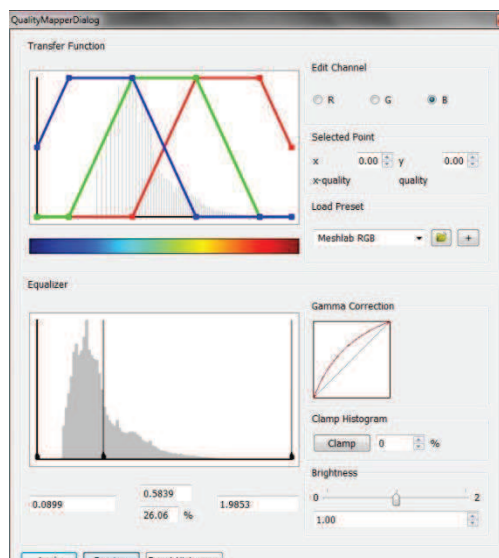 QualityMapperDialog
Transfer Function
Edit Channel
R G B
Selected Point
x 0.00 y 0.00
x-quality quality
Load Preset
Meshlab RGB +
Equalizer
Gamma Correction
Clamp Histogram
Clamp 0 %
Brightness
0 2
1.00
0.0899 0.5839 1.9853
26.06 %